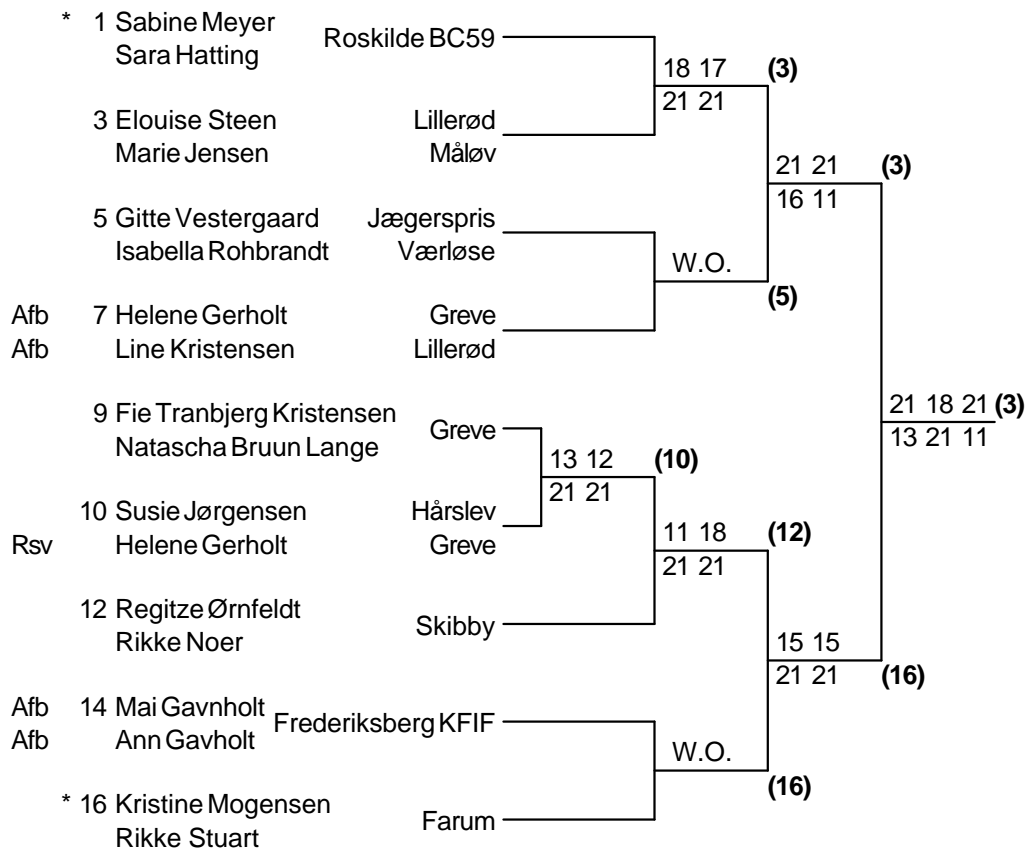 * 1 Sabine Meyer
Roskilde BC59
Sara Hatting
18 17 (3)
21 21
3 Elouise Steen Lillerød
Marie Jensen Måløv
21 21 (3)
16 11
5 Gitte Vestergaard Jægerspris
Isabella Rohbrandt Værløse
W.O.
(5)
Afb 7 Helene Gerholt Greve
Afb Line Kristensen Lillerød
21 18 21 (3)
13 21 11
9 Fie Tranbjerg Kristensen
Greve
Natascha Bruun Lange
13 12 (10)
21 21
10 Susie Jørgensen Hårslev
Rsv Helene Gerholt Greve
11 18 (12)
21 21
12 Regitze Ørnfeldt
Skibby
Rikke Noer
15 15
21 21 (16)
Afb 14 Mai Gavnholt
Frederiksberg KFIF
Afb Ann Gavholt
W.O.
(16)
* 16 Kristine Mogensen
Farum
Rikke Stuart